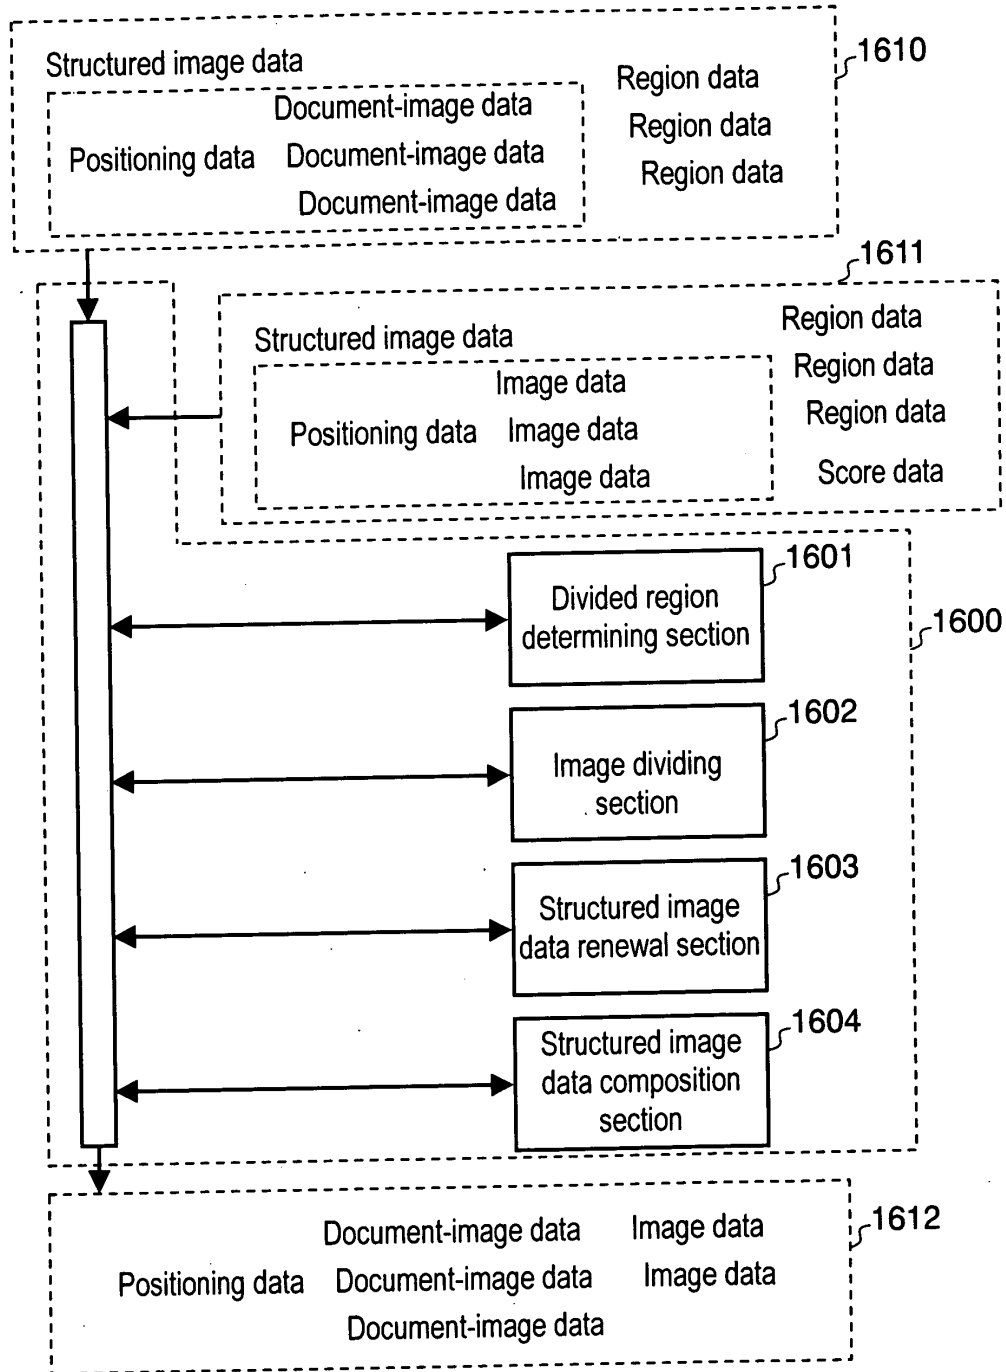 1610
Structured image data
Region data
Document-image data
Region data
Positioning data Document-image data
Region data
Document-image data
1611
Region data
Structured image data
Region data
Image data
Region data
Positioning data Image data
Score data
Image data
1601
Divided region
determining section
1600
1602
Image dividing
section
1603
Structured image
data renewal section
1604
Structured image
data composition
section
1612
Document-image data Image data
Positioning data Document-image data Image data
Document-image data